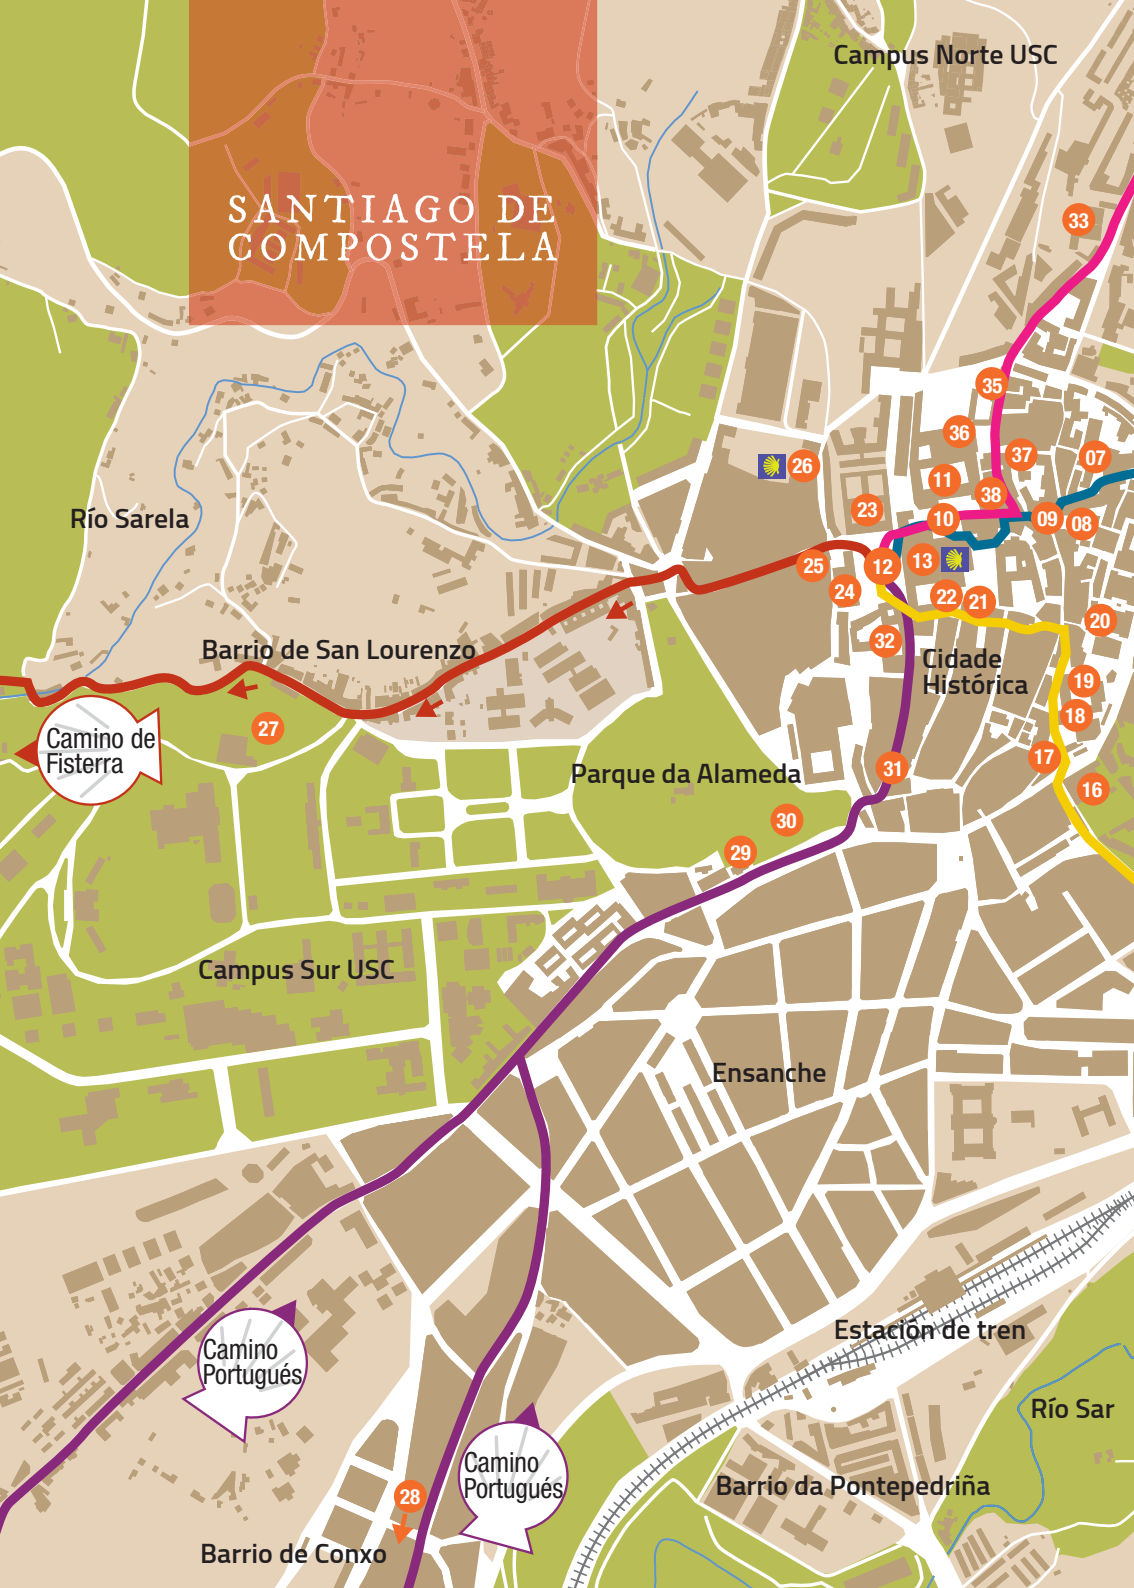 Campus Norte USC
SANTIAGO DE
COMPOSTELA
33
35
36
37
07
26
11
38
23
10
09
08
Río Sarela
25
12
13
24
22
21
20
Barrio de San Lourenzo
32
Cidade
Histórica
19
18
27
Camino de
Fisterra
17
31
Parque da Alameda
16
30
29
Campus Sur USC
Ensanche
Estación de tren
Camino
Portugués
Río Sar
Camino
Portugués
Barrio da Pontepedriña
28
Barrio de Conxo